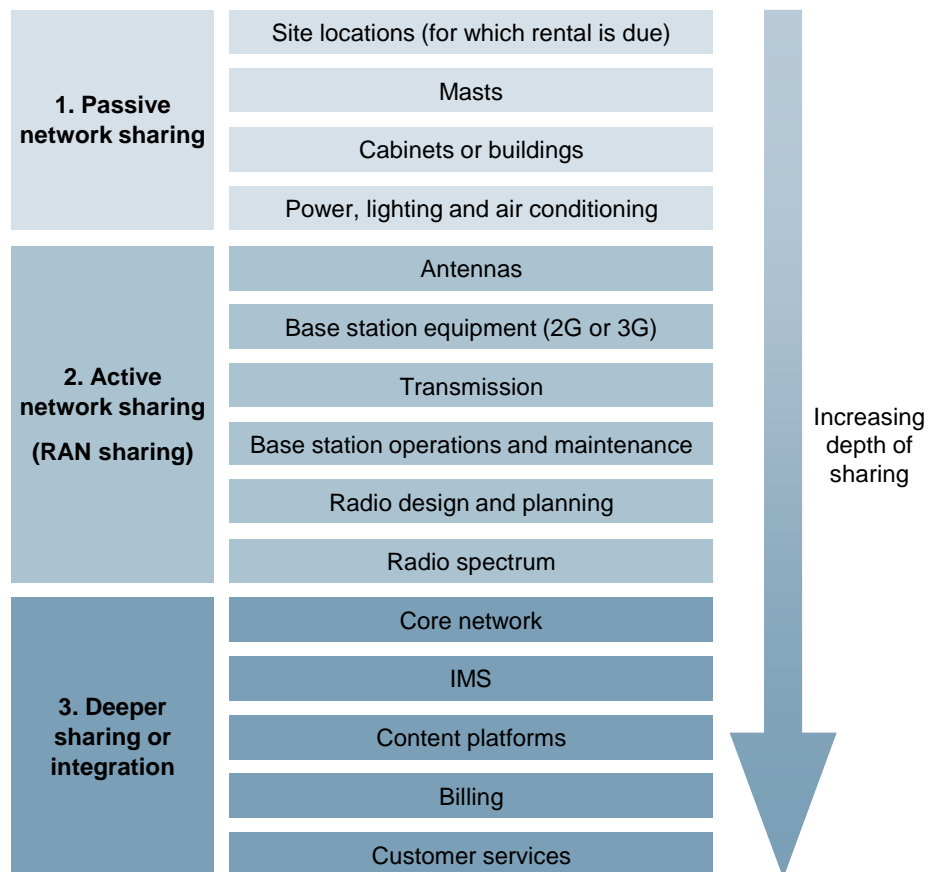 1. Passive
network sharing
Site locations (for which rental is due)
Masts
Cabinets or buildings
Power, lighting and air conditioning
2. Active
network sharing
(RAN sharing)
Antennas
Base station equipment (2G or 3G)
Transmission
Base station operations and maintenance
Radio design and planning
Radio spectrum
3. Deeper
sharing or
integration
Core network
IMS
Content platforms
Billing
Customer services
Increasing
depth of
sharing